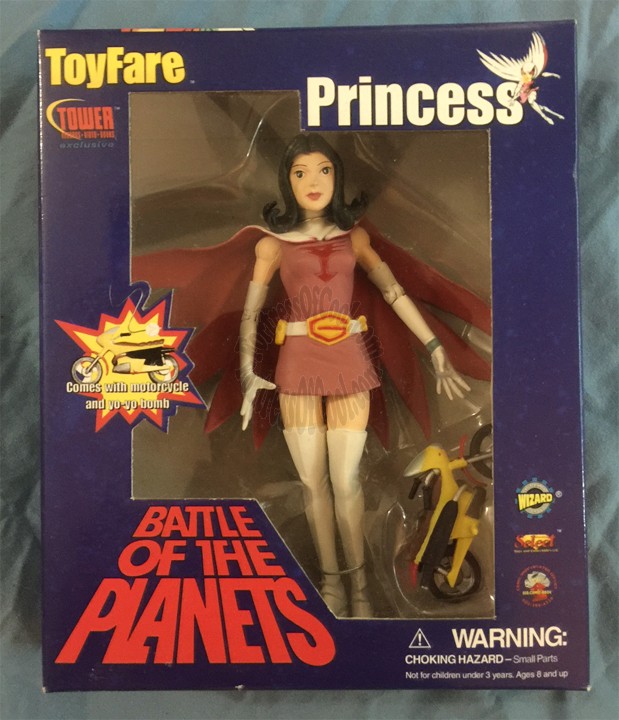 ToyFare
Princess
TOWER
exclusive
Comes with motorcycle
and yo-yo bomb
BATTLE
OF THE
PLANETS
WIZARD
Select
WARNING:
CHOKING HAZARD—Small Parts
Not for children under 3 years. Ages 8 and up